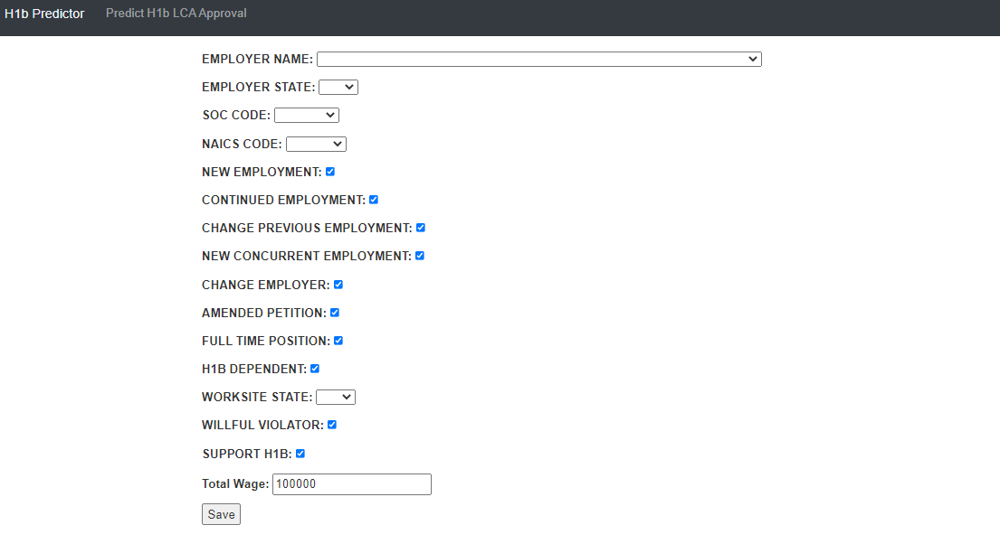 H1b Predictor Predict H1b LCA Approval
EMPLOYER NAME:
EMPLOYER STATE:
SOC CODE:
NAICS CODE:
NEW EMPLOYMENT:
CONTINUED EMPLOYMENT:
CHANGE PREVIOUS EMPLOYMENT:
NEW CONCURRENT EMPLOYMENT:
CHANGE EMPLOYER:
AMENDED PETITION:
FULL TIME POSITION:
H1B DEPENDENT:
WORKSITE STATE:
WILLFUL VIOLATOR:
SUPPORT H1B:
Total Wage: 100000
Save